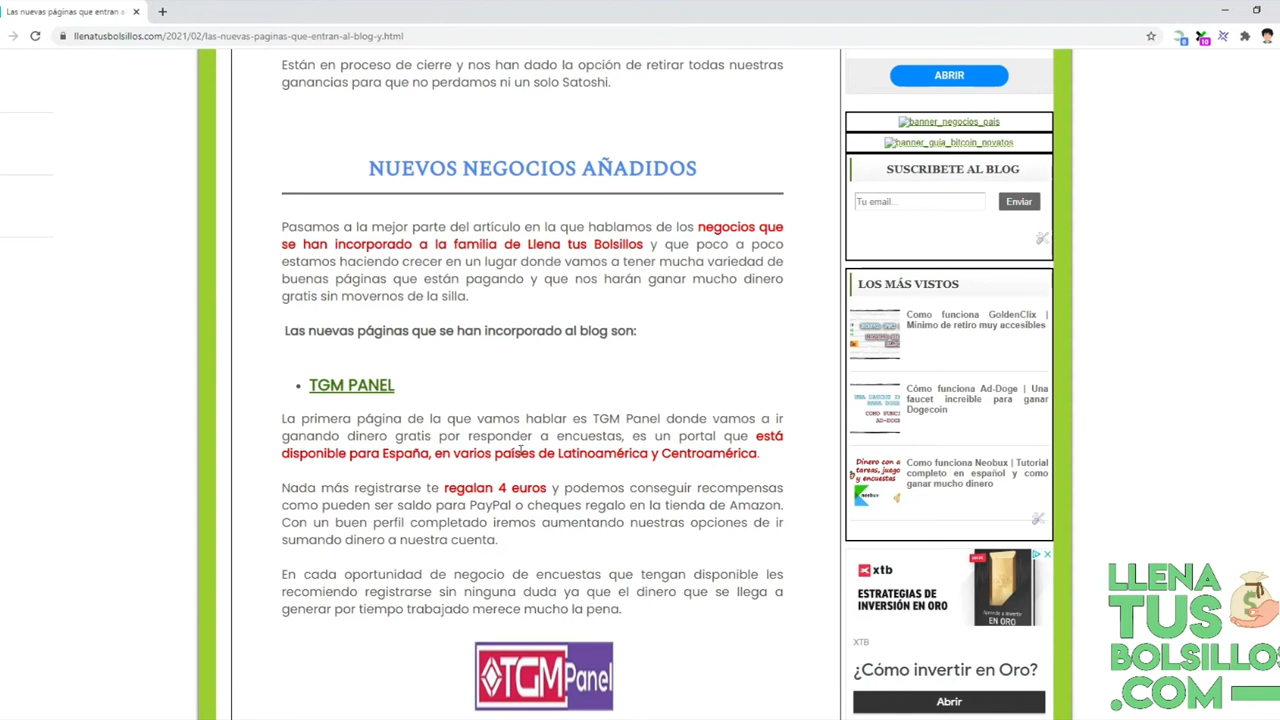 Las nuevas páginas que entran a
llenatusbolsillos.com/2021/02/las-nuevas-paginas-que-entran-al-blog-y.html
Están en proceso de cierre y nos han dado la opción de retirar todas nuestras
ganancias para que no perdamos ni un solo Satoshi.
NUEVOS NEGOCIOS AÑADIDOS
Pasamos a la mejor parte del artículo en la que hablamos de los negocios que
se han incorporado a la familia de Llena tus Bolsillos y que poco a poco
estamos haciendo crecer en un lugar donde vamos a tener mucha variedad de
buenas páginas que están pagando y que nos harán ganar mucho dinero
gratis sin movernos de la silla.
Las nuevas páginas que se han incorporado al blog son:
• TGM PANEL
La primera página de la que vamos hablar es TGM Panel donde vamos a ir
ganando dinero gratis por responder a encuestas, es un portal que está
disponible para España, en varios países de Latinoamérica y Centroamérica.
Nada más registrarse te regalan 4 euros y podemos conseguir recompensas
como pueden ser saldo para PayPal o cheques regalo en la tienda de Amazon.
Con un buen perfil completado iremos aumentando nuestras opciones de ir
sumando dinero a nuestra cuenta.
En cada oportunidad de negocio de encuestas que tengan disponible les
recomiendo registrarse sin ninguna duda ya que el dinero que se llega a
generar por tiempo trabajado merece mucho la pena.
TGM Panel
ABRIR
banner_negocios_pais
banner_guia_bitcoin_novatos
SUSCRIBETE AL BLOG
Tu email...
Enviar
LOS MÁS VISTOS
Como funciona GoldenClix |
Minimo de retiro muy accesibles
Cómo funciona Ad-Doge | Una
faucet increible para ganar
Dogecoin
Dinero con a
tareas, juego
y encuestas
neobux
Como funciona Neobux | Tutorial
completo en español y como
ganar mucho dinero
xtb
ESTRATEGIAS DE
INVERSIÓN EN ORO
EN ORO
XTB
¿Cómo invertir en Oro?
Abrir
LLENA
TUS
BOLSILLOS
.COM